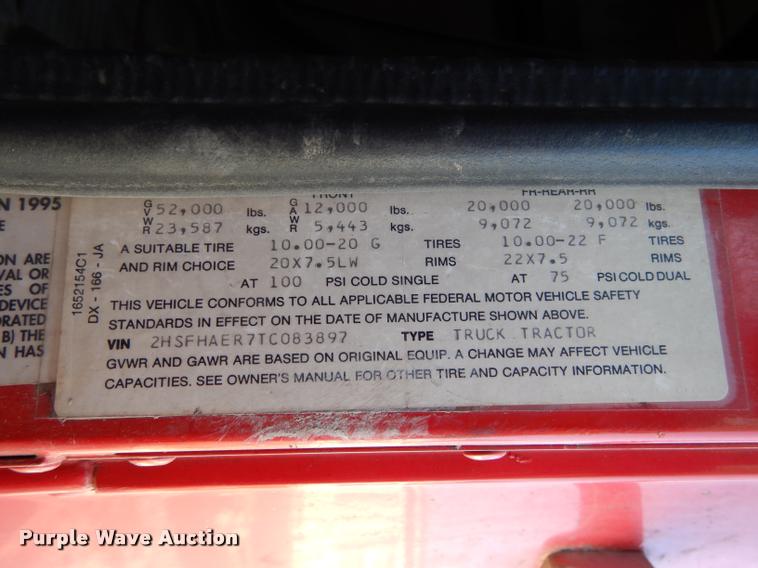 N 1995
E
ON ARE
VAL OR
ES OF
DEVICE
ORATED
B) THE
N HAS
1652154C1
DX - 166 - JA
FRONT FR-REAR-RR
GVWR 52,000 lbs. GAWR 12,000 20,000 lbs. 20,000 lbs.
23,587 kgs. 5,443 kgs. 9,072 9,072 kgs.
A SUITABLE TIRE 10.00-20 G TIRES 10.00-22 F TIRES
AND RIM CHOICE 20X7.5LW RIMS 22X7.5 RIMS
AT 100 PSI COLD SINGLE AT 75 PSI COLD DUAL
THIS VEHICLE CONFORMS TO ALL APPLICABLE FEDERAL MOTOR VEHICLE SAFETY
STANDARDS IN EFFECT ON THE DATE OF MANUFACTURE SHOWN ABOVE.
VIN 2HSFHAER7TC083897 TYPE TRUCK TRACTOR
GVWR AND GAWR ARE BASED ON ORIGINAL EQUIP. A CHANGE MAY AFFECT VEHICLE
CAPACITIES. SEE OWNER'S MANUAL FOR OTHER TIRE AND CAPACITY INFORMATION.
Purple Wave Auction